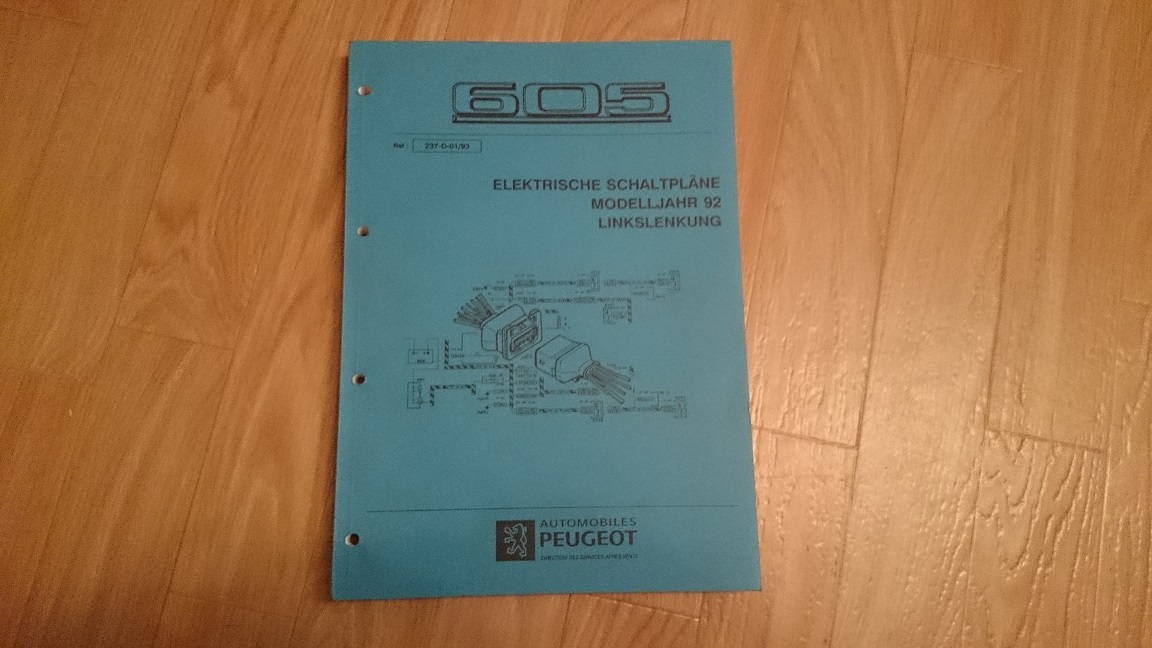 605
Ref : 237-D-01/93
ELEKTRISCHE SCHALTPLÄNE
MODELLJAHR 92
LINKSLENKUNG
AUTOMOBILES
PEUGEOT
DIRECTION DES SERVICES APRES-VENTE